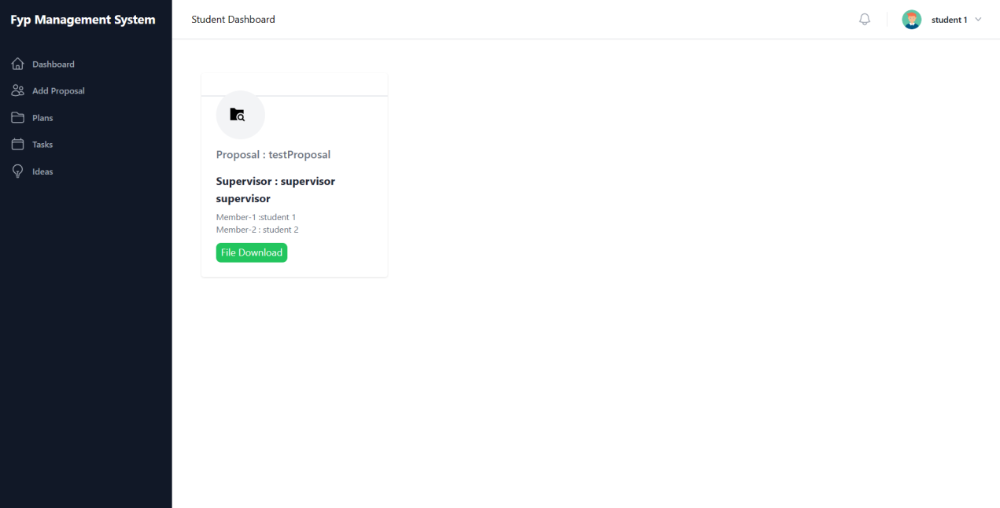 Fyp Management System
Student Dashboard
student 1
Dashboard
Add Proposal
Plans
Tasks
Ideas
Proposal : testProposal
Supervisor : supervisor
supervisor
Member-1 :student 1
Member-2 : student 2
File Download